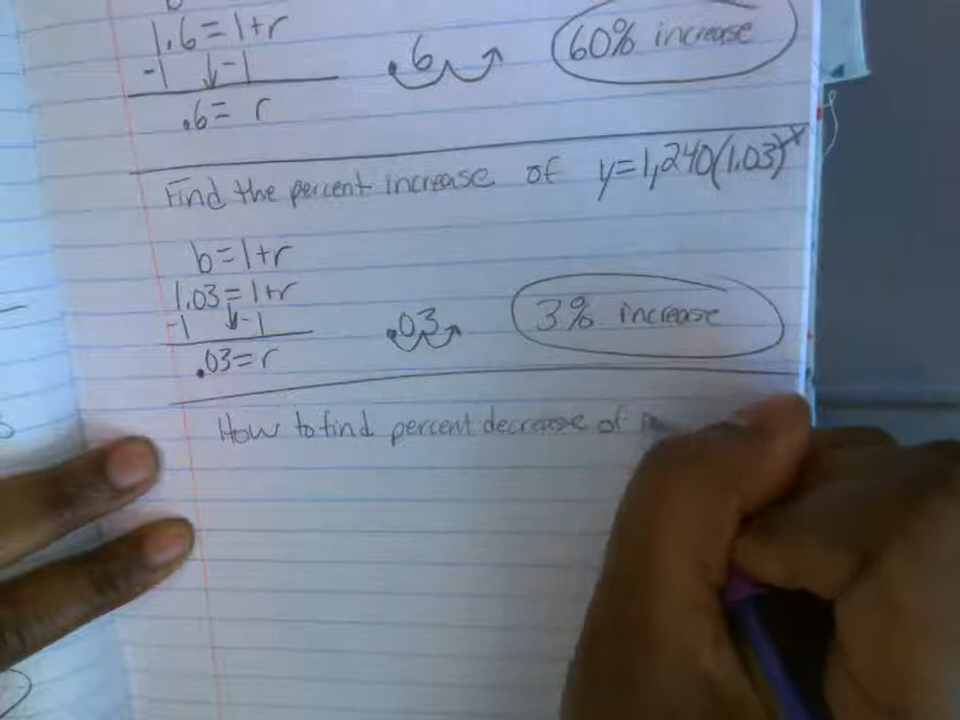 1.6=1+r
-1 ↓-1
.6= r
.6
60% increase
Find the percent increase of y=1,240(1.03)^x
b=1+r
1.03=1+r
-1 ↓-1
.03=r
.03
3% increase
How to find percent decrease of